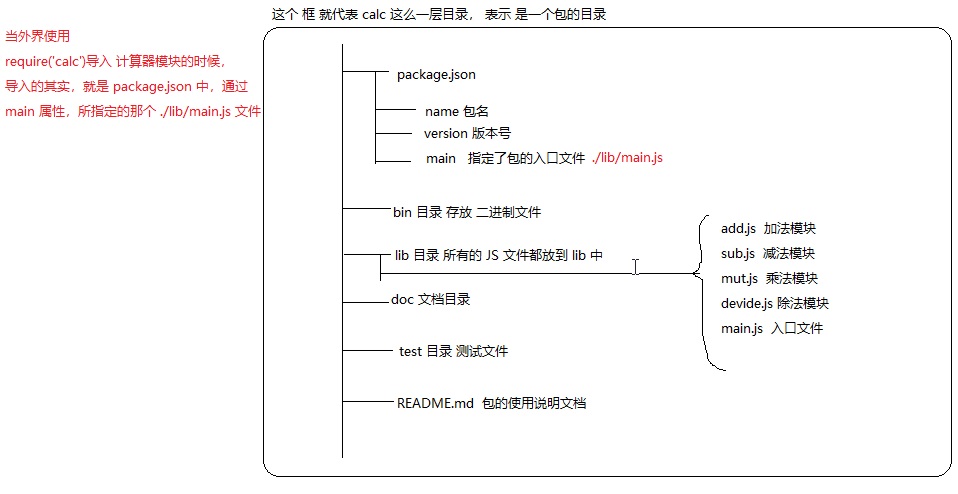 这个 框 就代表 calc 这么一层目录， 表示 是一个包的目录
当外界使用
require('calc')导入 计算器模块的时候，
导入的其实，就是 package.json 中，通过
main 属性，所指定的那个 ./lib/main.js 文件
package.json
name 包名
version 版本号
main 指定了包的入口文件 ./lib/main.js
bin 目录 存放 二进制文件
lib 目录 所有的 JS 文件都放到 lib 中
add.js 加法模块
sub.js 减法模块
mut.js 乘法模块
devide.js 除法模块
main.js 入口文件
doc 文档目录
test 目录 测试文件
README.md 包的使用说明文档